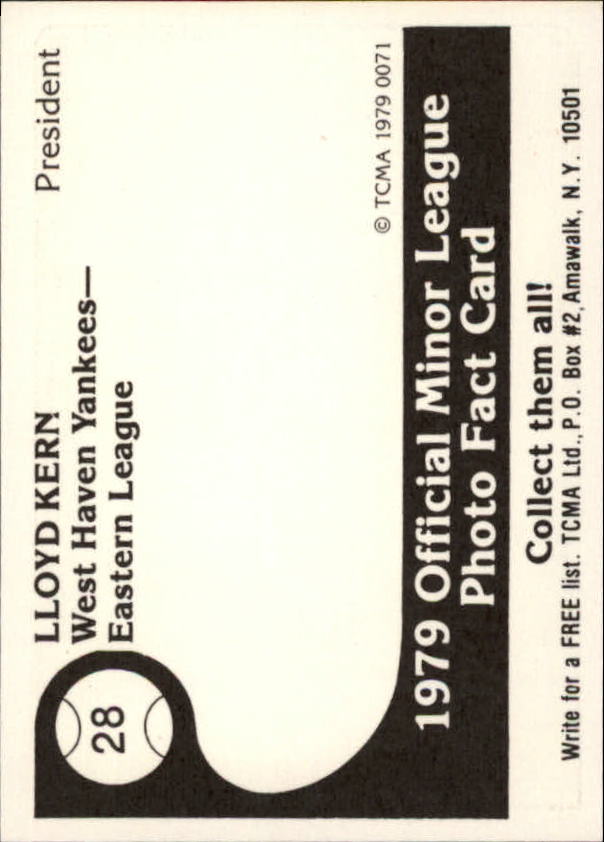 28
LLOYD KERN
President
West Haven Yankees—
Eastern League
© TCMA 1979 0071
1979 Official Minor League
Photo Fact Card
Collect them all!
Write for a FREE list. TCMA Ltd., P.O. Box #2, Amawalk, N.Y. 10501